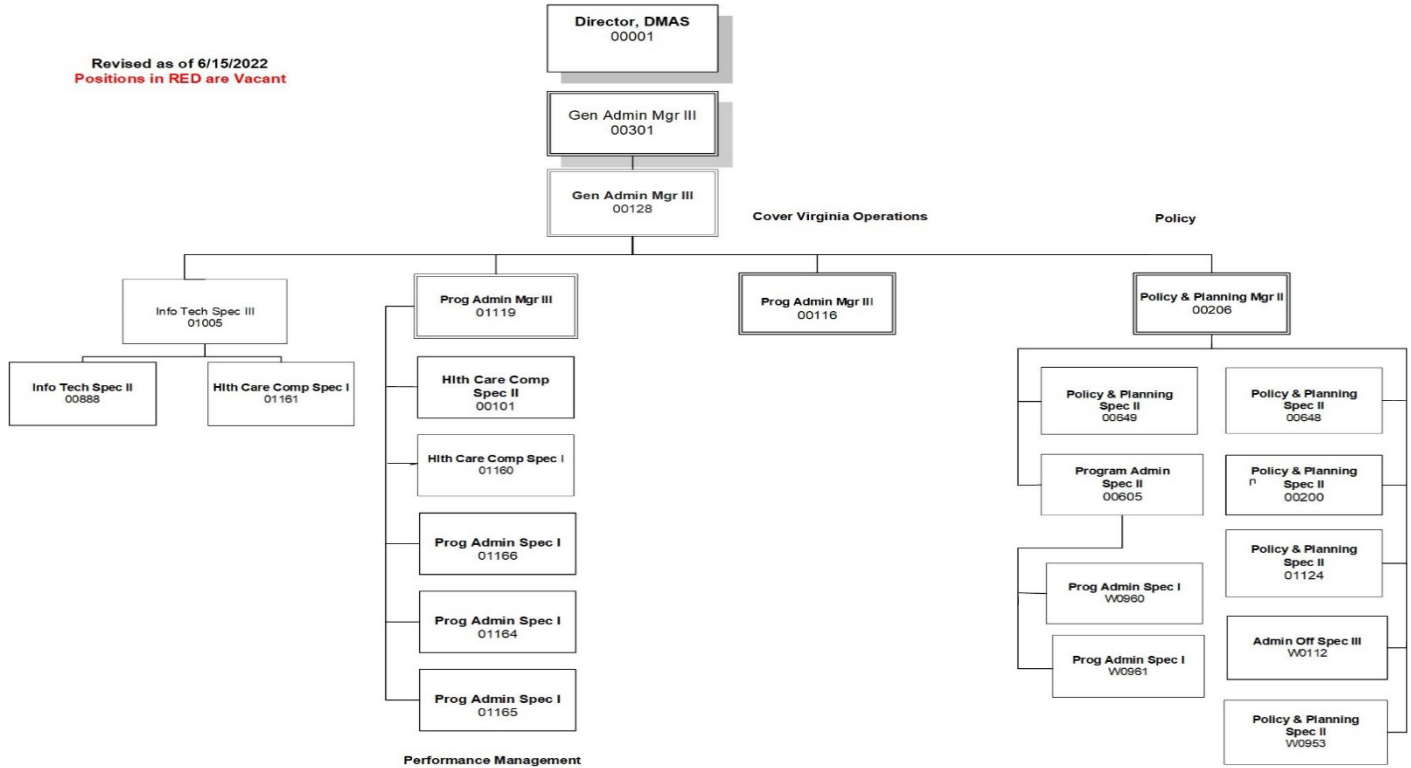 Director, DMAS
00001
Revised as of 6/15/2022
Positions in RED are Vacant
Gen Admin Mgr III
00301
Gen Admin Mgr III
00128
Cover Virginia Operations
Policy
Info Tech Spec III
01005
Prog Admin Mgr III
01119
Prog Admin Mgr III
00116
Policy & Planning Mgr II
00206
Info Tech Spec II
00888
Hlth Care Comp Spec I
01161
Hlth Care Comp
Spec II
00101
Hlth Care Comp Spec I
01160
Prog Admin Spec I
01166
Prog Admin Spec I
01164
Prog Admin Spec I
01165
Performance Management
Policy & Planning
Spec II
00649
Program Admin
Spec II
00605
Prog Admin Spec I
W0960
Prog Admin Spec I
W0961
Policy & Planning
Spec II
00648
Policy & Planning
n Spec II
00200
Policy & Planning
Spec II
01124
Admin Off Spec III
W0112
Policy & Planning
Spec II
W0953